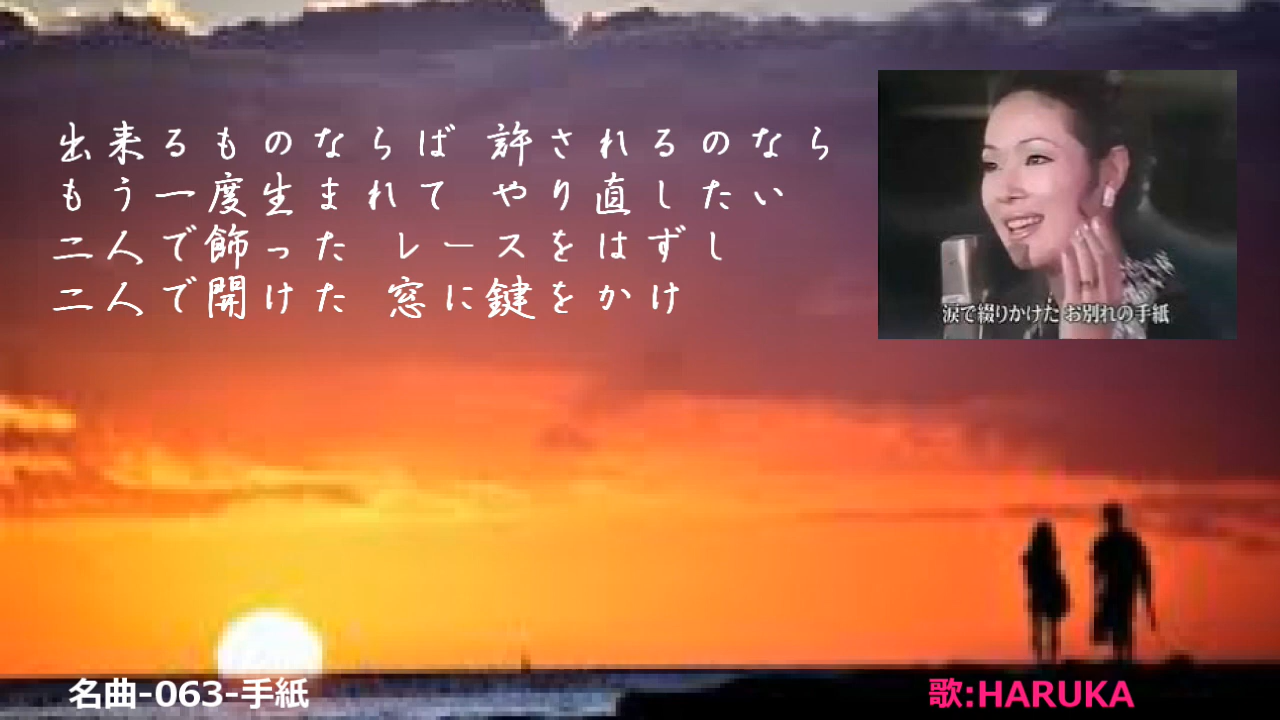 出来るものならば 許されるのなら
もう一度生まれて やり直したい
二人で飾った レースをはずし
二人で開けた 窓に鍵をかけ
涙で綴りかけた お別れの手紙
名曲-063-手紙
歌:HARUKA